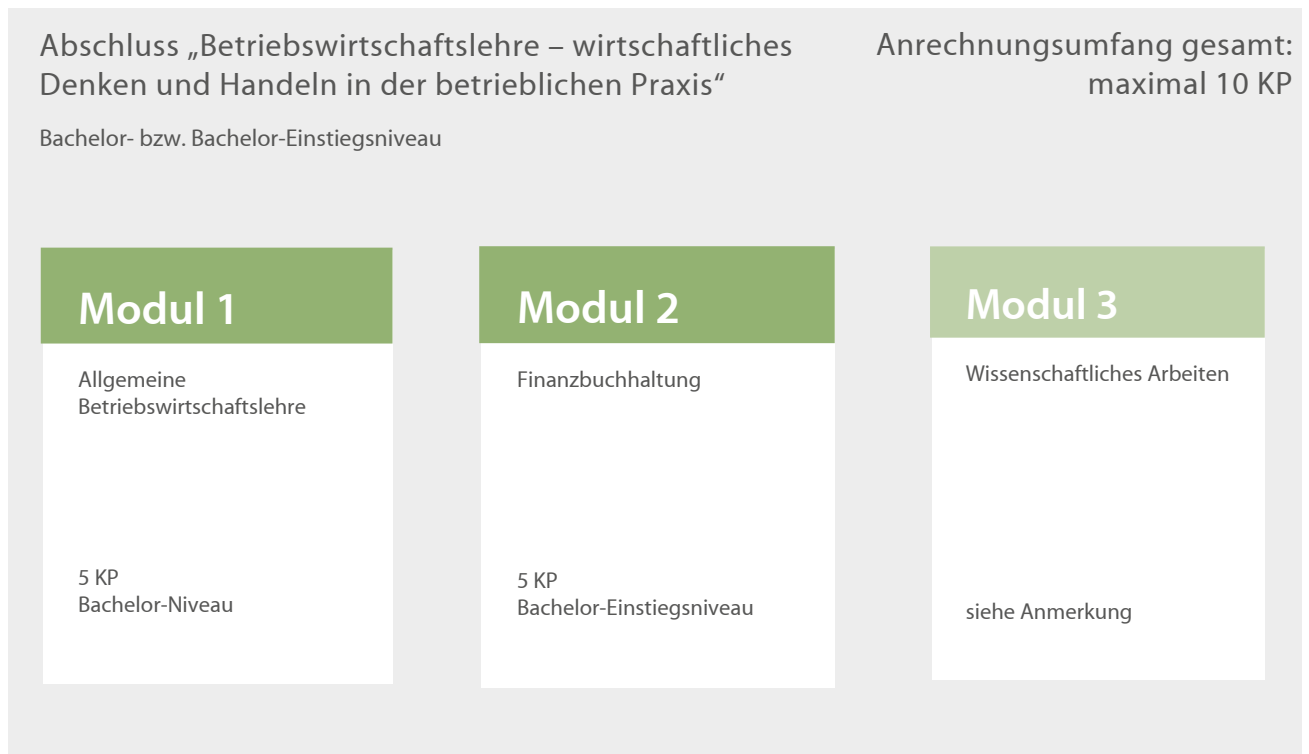 Abschluss „Betriebswirtschaftslehre – wirtschaftliches
Denken und Handeln in der betrieblichen Praxis“
Anrechnungsumfang gesamt:
maximal 10 KP
Bachelor- bzw. Bachelor-Einstiegsniveau
Modul 1
Allgemeine
Betriebswirtschaftslehre
5 KP
Bachelor-Niveau
Modul 2
Finanzbuchhaltung
5 KP
Bachelor-Einstiegsniveau
Modul 3
Wissenschaftliches Arbeiten
siehe Anmerkung